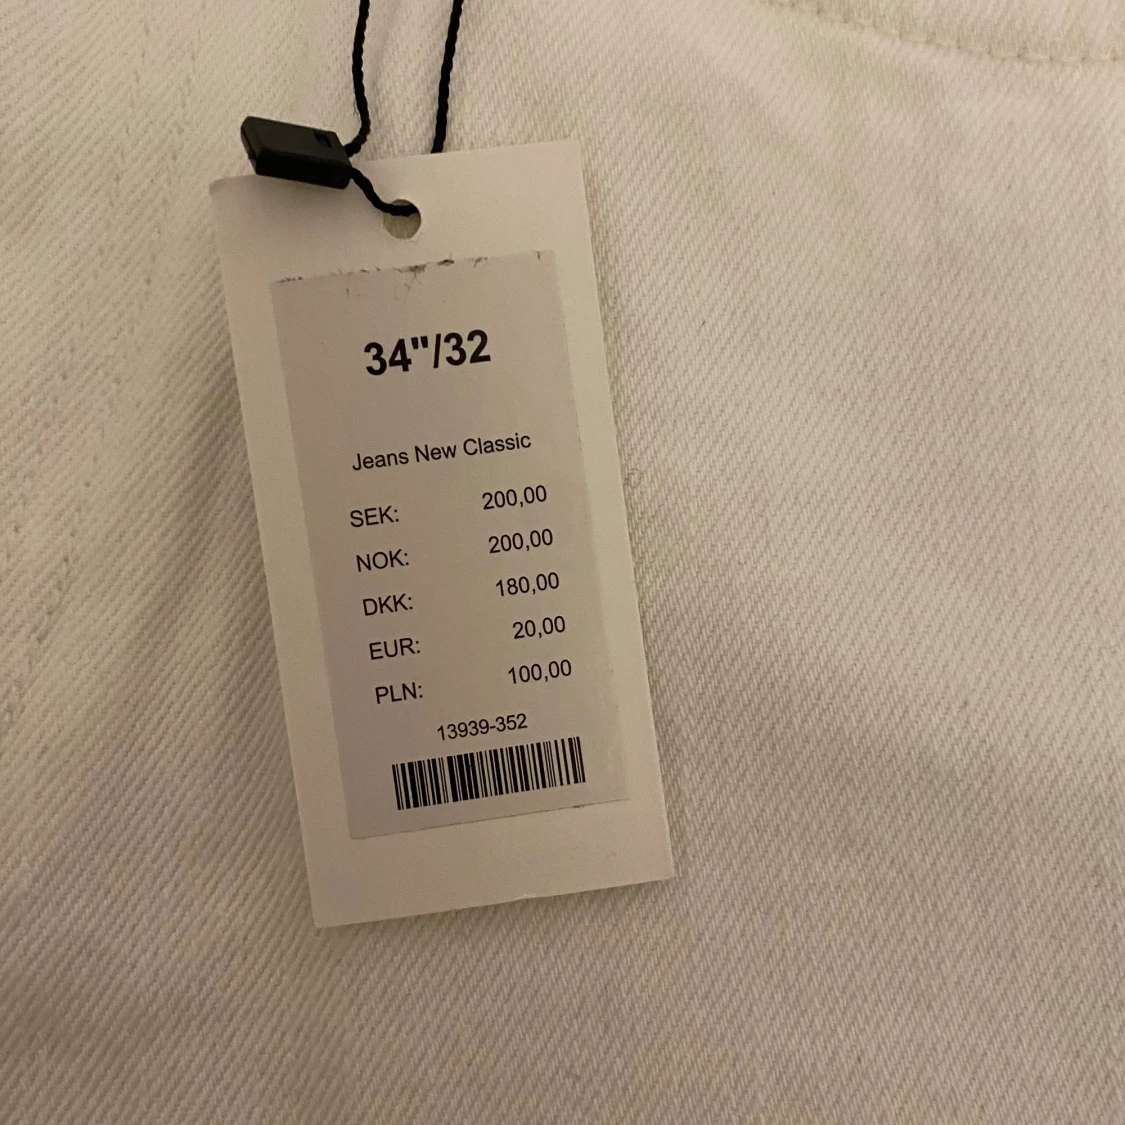 34"/32
Jeans New Classic
SEK: 200,00
NOK: 200,00
DKK: 180,00
EUR: 20,00
PLN: 100,00
13939-352